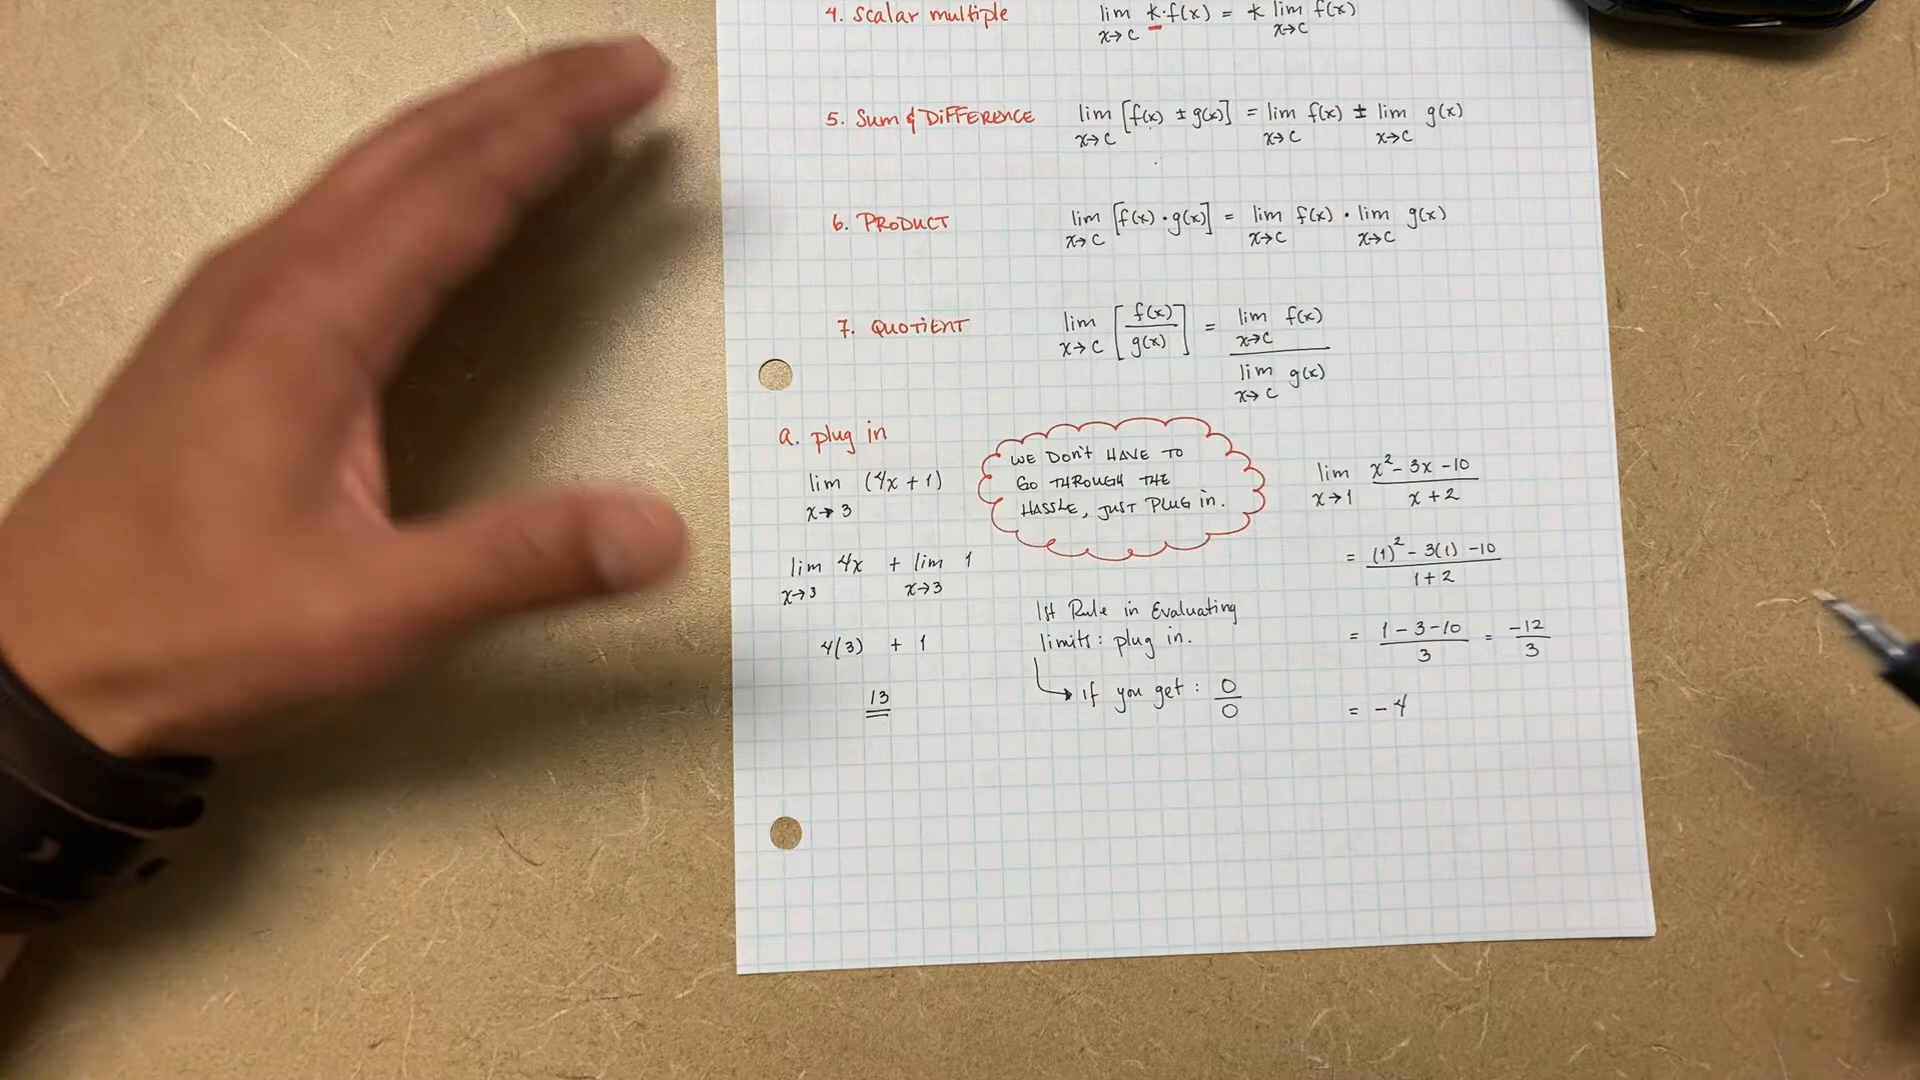 4. Scalar multiple lim x→c k·f(x) = k lim x→c f(x)
5. Sum & Difference lim x→c [f(x) ± g(x)] = lim x→c f(x) ± lim x→c g(x)
6. PRODUCT lim x→c [f(x) · g(x)] = lim x→c f(x) · lim x→c g(x)
7. QUOTIENT lim x→c [f(x)/g(x)] = lim x→c f(x) / lim x→c g(x)
a. plug in
lim x→3 (4x + 1)
lim x→3 4x + lim x→3 1
4(3) + 1
13
WE DON'T HAVE TO
GO THROUGH THE
HASSLE, JUST PLUG in.
1st Rule in Evaluating
limits: plug in.
→ if you get: 0/0
lim x→1 x² - 3x - 10 / x + 2
= (1)² - 3(1) - 10 / 1 + 2
= 1 - 3 - 10 / 3 = -12 / 3
= -4